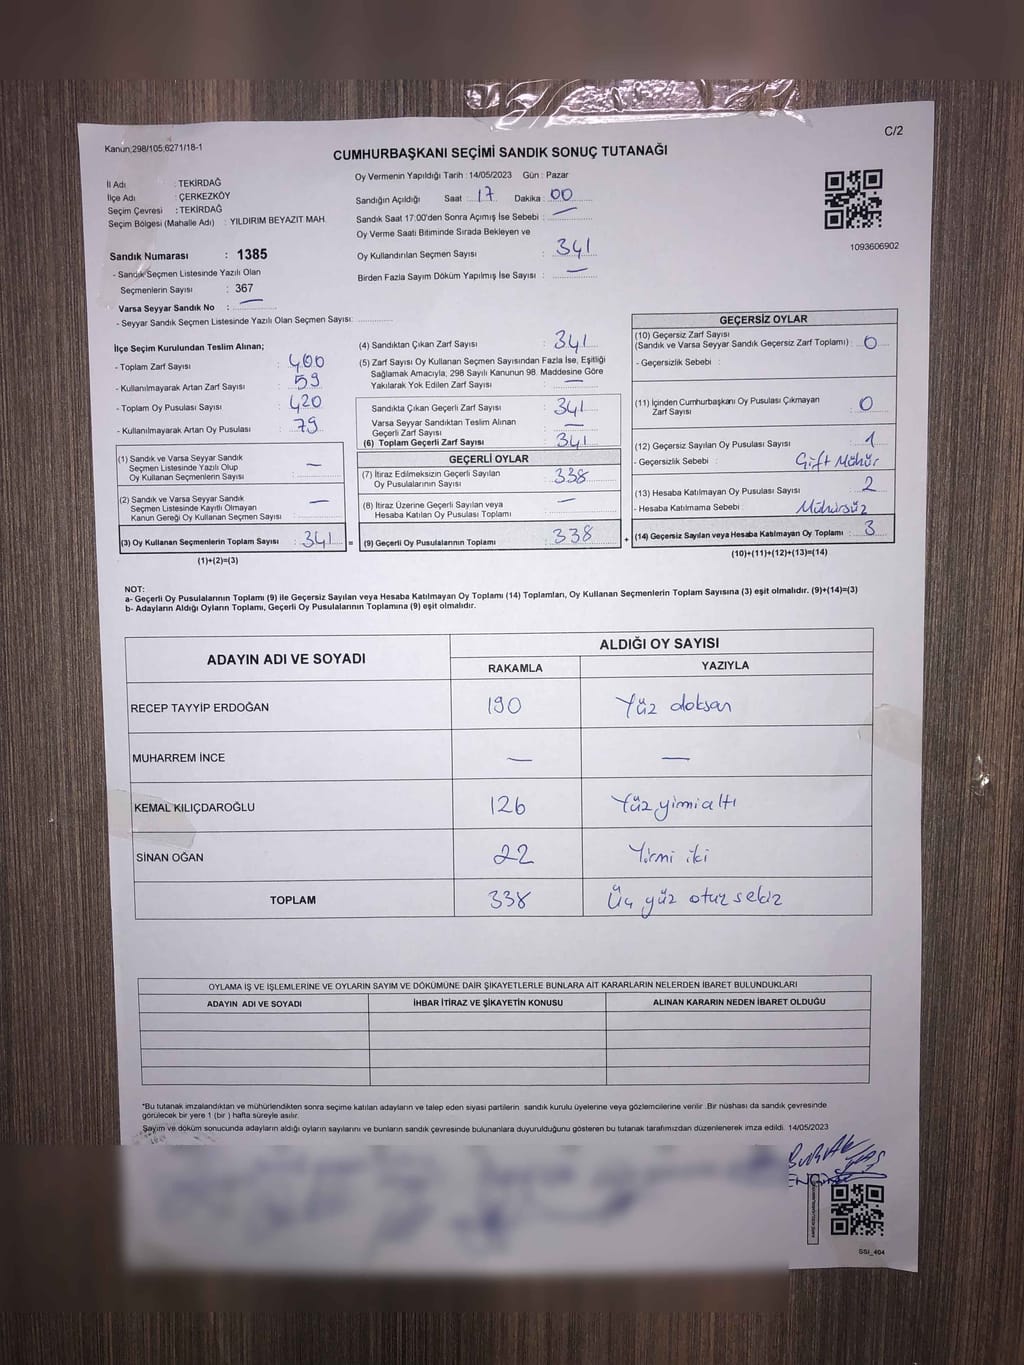 C/2
Kanun:298/105;6271/18-1
CUMHURBAŞKANI SEÇİMİ SANDIK SONUÇ TUTANAĞI
İl Adı : TEKİRDAĞ
İlçe Adı : ÇERKEZKÖY
Seçim Çevresi : TEKİRDAĞ
Seçim Bölgesi (Mahalle Adı) : YILDIRIM BEYAZIT MAH.
Sandık Numarası : 1385
- Sandık Seçmen Listesinde Yazılı Olan
Seçmenlerin Sayısı : 367
Varsa Seyyar Sandık No : —
- Seyyar Sandık Seçmen Listesinde Yazılı Olan Seçmen Sayısı:
Oy Vermenin Yapıldığı Tarih : 14/05/2023 Gün : Pazar
Sandığın Açıldığı Saat : 17 Dakika : 00
Sandık Saat 17:00'den Sonra Açımış İse Sebebi : —
Oy Verme Saati Bitiminde Sırada Bekleyen ve
Oy Kullandırılan Seçmen Sayısı : 341
Birden Fazla Sayım Döküm Yapılmış İse Sayısı : —
1093606902
İlçe Seçim Kurulundan Teslim Alınan;
- Toplam Zarf Sayısı : 400
- Kullanılmayarak Artan Zarf Sayısı : 59
- Toplam Oy Pusulası Sayısı : 420
- Kullanılmayarak Artan Oy Pusulası : 79
(1) Sandık ve Varsa Seyyar Sandık
Seçmen Listesinde Yazılı Olup
Oy Kullanan Seçmenlerin Sayısı : —
(2) Sandık ve Varsa Seyyar Sandık
Seçmen Listesinde Kayıtlı Olmayan
Kanun Gereği Oy Kullanan Seçmen Sayısı : —
(3) Oy Kullanan Seçmenlerin Toplam Sayısı : 341 =
(1)+(2)=(3)
(4) Sandıktan Çıkan Zarf Sayısı : 341
(5) Zarf Sayısı Oy Kullanan Seçmen Sayısından Fazla İse, Eşitliği
Sağlamak Amacıyla; 298 Sayılı Kanunun 98. Maddesine Göre
Yakılarak Yok Edilen Zarf Sayısı : —
Sandıkta Çıkan Geçerli Zarf Sayısı : 341
Varsa Seyyar Sandıktan Teslim Alınan
Geçerli Zarf Sayısı : —
(6) Toplam Geçerli Zarf Sayısı : 341
GEÇERLİ OYLAR
(7) İtiraz Edilmeksizin Geçerli Sayılan
Oy Pusulalarının Sayısı : 338
(8) İtiraz Üzerine Geçerli Sayılan veya
Hesaba Katılan Oy Pusulası Toplamı : —
(9) Geçerli Oy Pusulalarının Toplamı : 338 +
GEÇERSİZ OYLAR
(10) Geçersiz Zarf Sayısı
(Sandık ve Varsa Seyyar Sandık Geçersiz Zarf Toplamı) : 0
- Geçersizlik Sebebi :
(11) İçinden Cumhurbaşkanı Oy Pusulası Çıkmayan
Zarf Sayısı : 0
(12) Geçersiz Sayılan Oy Pusulası Sayısı : 1
- Geçersizlik Sebebi : Çift Mühür
(13) Hesaba Katılmayan Oy Pusulası Sayısı : 2
- Hesaba Katılmama Sebebi : Mühürsüz
(14) Geçersiz Sayılan veya Hesaba Katılmayan Oy Toplamı : 3
(10)+(11)+(12)+(13)=(14)
NOT:
a- Geçerli Oy Pusulalarının Toplamı (9) ile Geçersiz Sayılan veya Hesaba Katılmayan Oy Toplamı (14) Toplamları, Oy Kullanan Seçmenlerin Toplam Sayısına (3) eşit olmalıdır. (9)+(14)=(3)
b- Adayların Aldığı Oyların Toplamı, Geçerli Oy Pusulalarının Toplamına (9) eşit olmalıdır.
ADAYIN ADI VE SOYADI
ALDIĞI OY SAYISI
RAKAMLA YAZIYLA
RECEP TAYYİP ERDOĞAN 190 Yüz doksan
MUHARREM İNCE — —
KEMAL KILIÇDAROĞLU 126 Yüz yimi altı
SİNAN OĞAN 22 Yirmi iki
TOPLAM 338 Üç yüz otuz sekiz
OYLAMA İŞ VE İŞLEMLERİNE VE OYLARIN SAYIM VE DÖKÜMÜNE DAİR ŞİKAYETLERLE BUNLARA AİT KARARLARIN NELERDEN İBARET BULUNDUKLARI
ADAYIN ADI VE SOYADI İHBAR İTİRAZ VE ŞİKAYETİN KONUSU ALINAN KARARIN NEDEN İBARET OLDUĞU
*Bu tutanak imzalandıktan ve mühürlendikten sonra seçime katılan adayların ve talep eden siyasi partilerin sandık kurulu üyelerine veya gözlemcilerine verilir. Bir nüshası da sandık çevresinde
görülecek bir yere 1 (bir ) hafta süreyle asılır.
Sayım ve döküm sonucunda adayların aldığı oyların sayılarını ve bunların sandık çevresinde bulunanlara duyurulduğunu gösteren bu tutanak tarafımızdan düzenlenerek imza edildi. 14/05/2023
BURAK
SSI_404